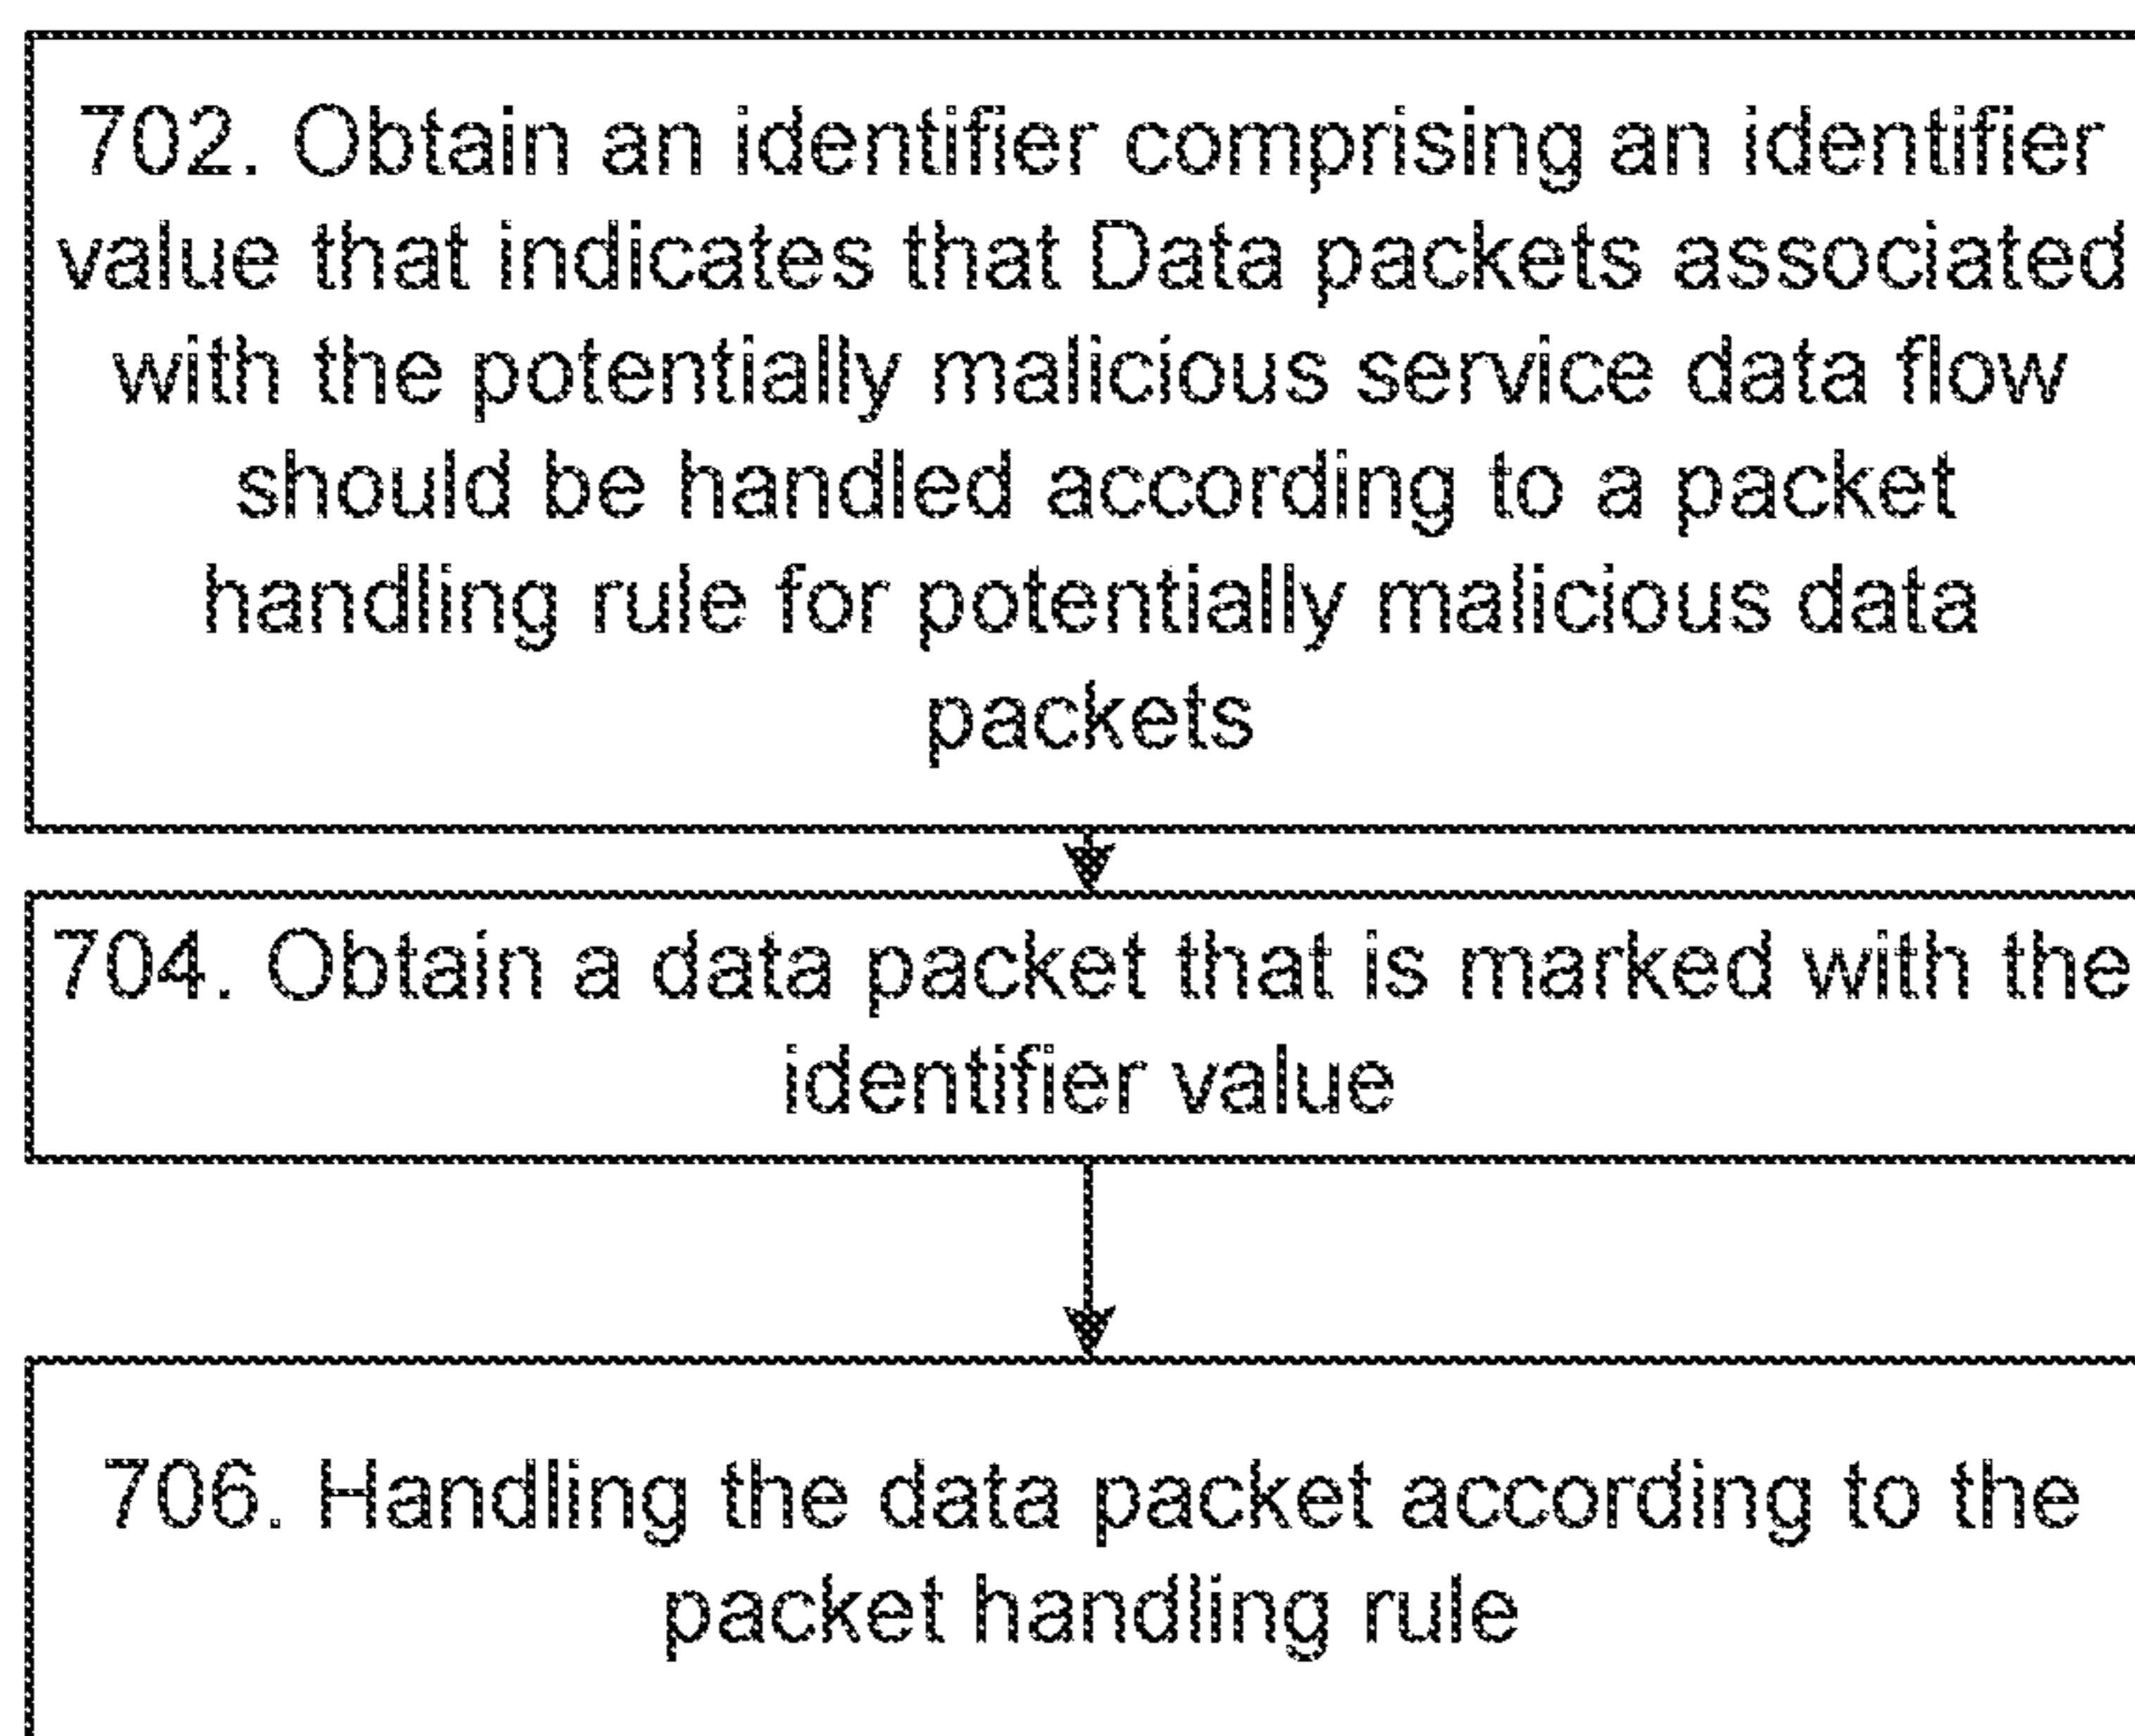 702. Obtain an identifier comprising an identifier
value that indicates that Data packets associated
with the potentially malicious service data flow
should be handled according to a packet
handling rule for potentially malicious data
packets
704. Obtain a data packet that is marked with the
identifier value
706. Handling the data packet according to the
packet handling rule